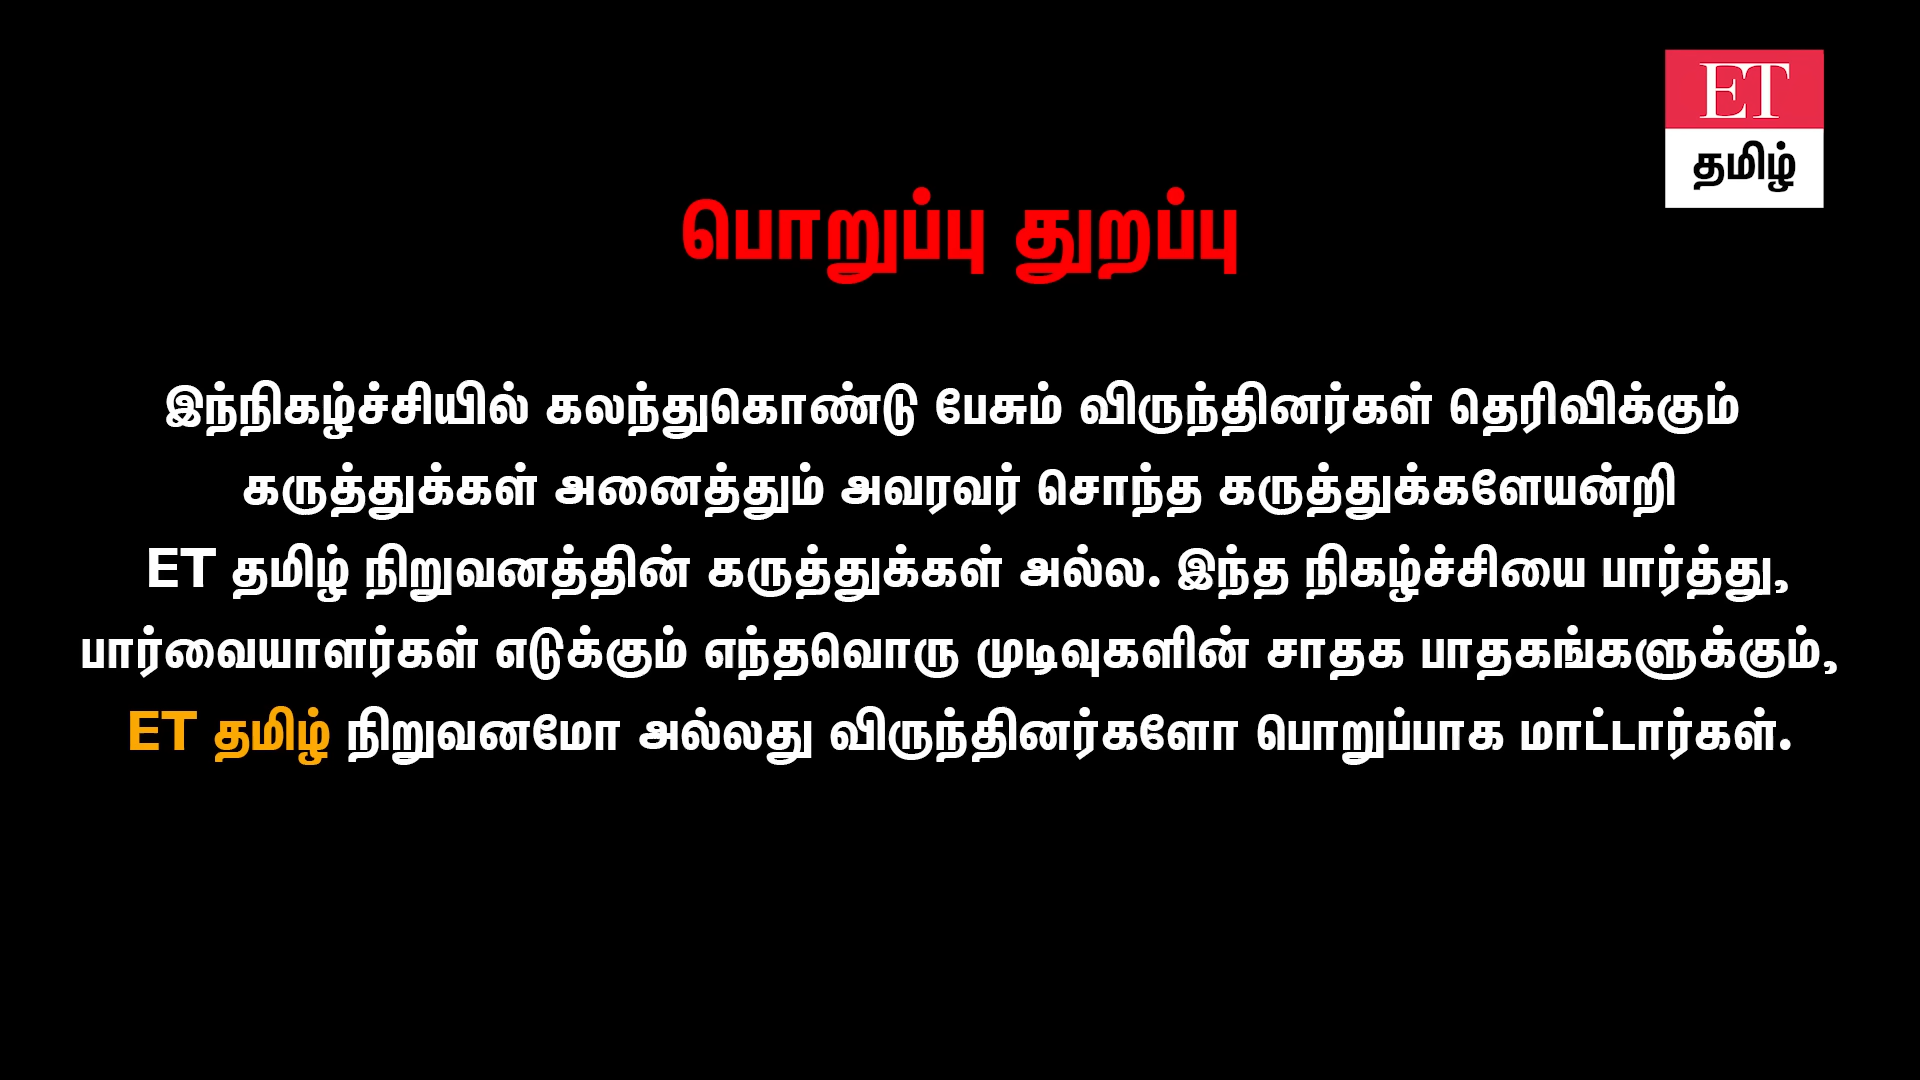 ET
தமிழ்
பொறுப்பு துறப்பு
இந்நிகழ்ச்சியில் கலந்துகொண்டு பேசும் விருந்தினர்கள் தெரிவிக்கும்
கருத்துக்கள் அனைத்தும் அவரவர் சொந்த கருத்துக்களேயன்றி
ET தமிழ் நிறுவனத்தின் கருத்துக்கள் அல்ல. இந்த நிகழ்ச்சியை பார்த்து,
பார்வையாளர்கள் எடுக்கும் எந்தவொரு முடிவுகளின் சாதக பாதகங்களுக்கும்,
ET தமிழ் நிறுவனமோ அல்லது விருந்தினர்களோ பொறுப்பாக மாட்டார்கள்.